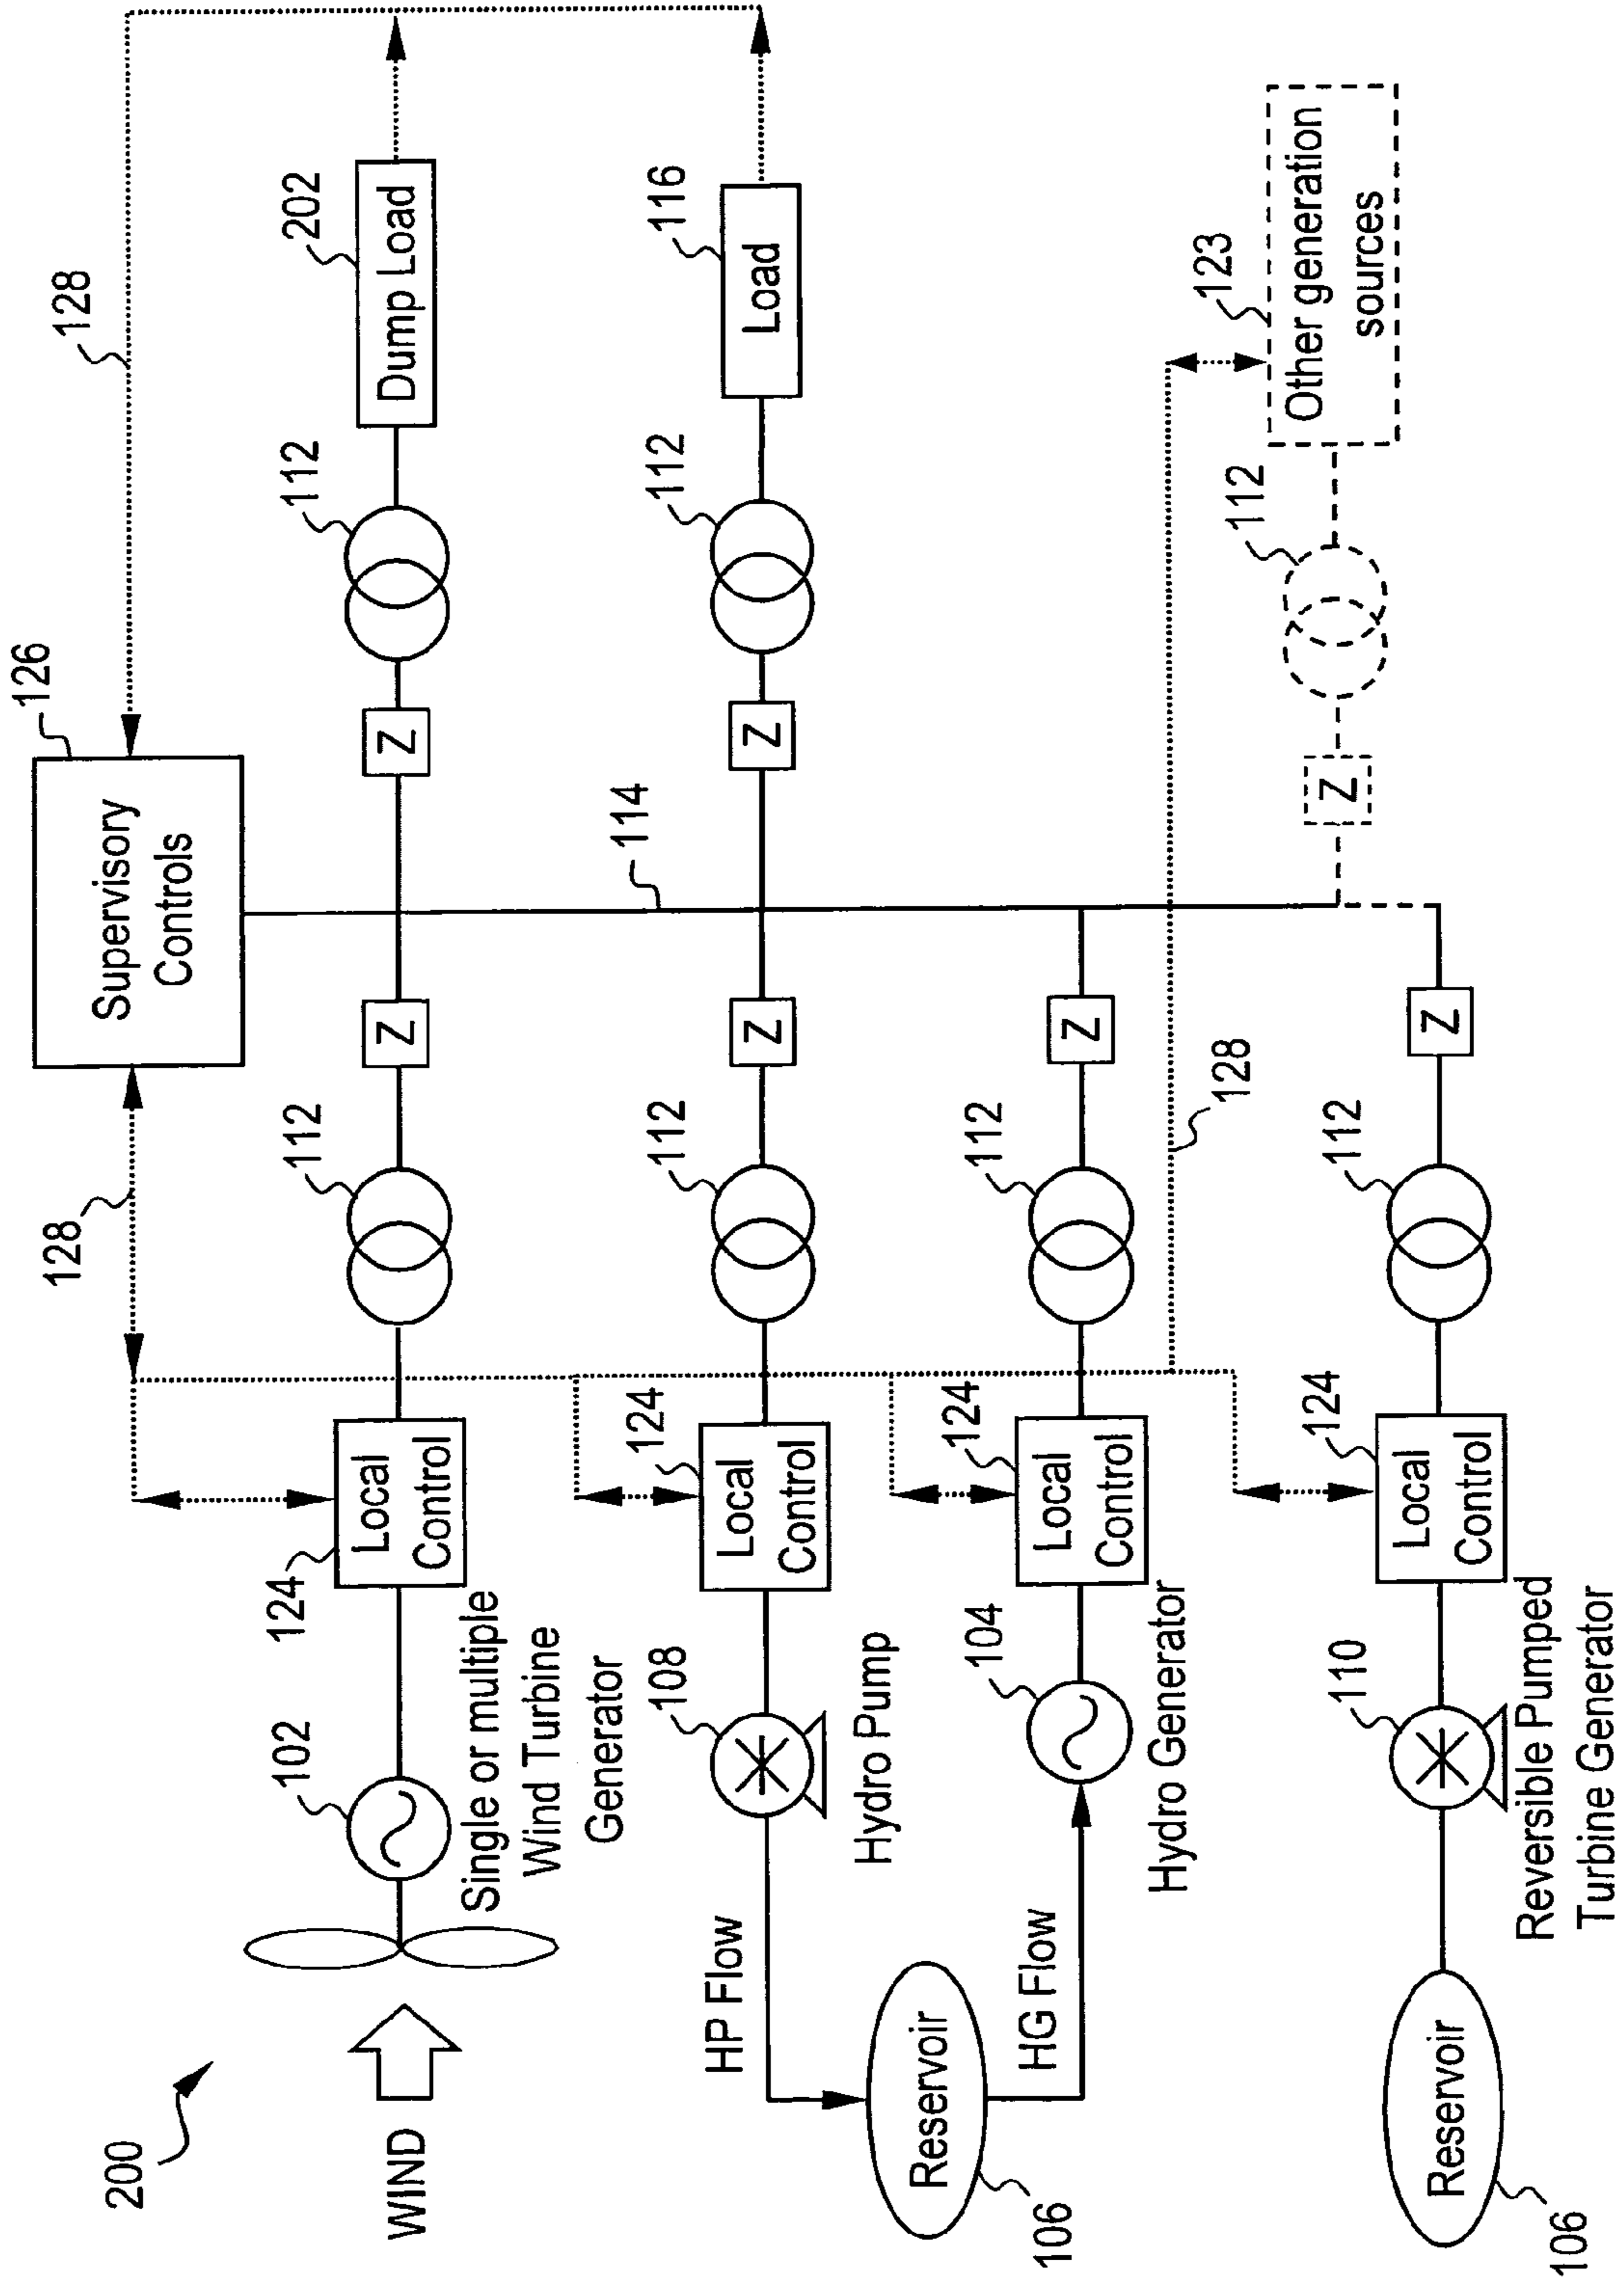 200
WIND
102
Single or multiple
Wind Turbine
Generator
124
Local
Control
128
112
Z
126
Supervisory
Controls
128
Z
112
202
Dump Load
HP Flow
108
Hydro Pump
124
Local
Control
112
Z
114
Z
112
116
Load
Reservoir
106
HG Flow
104
Hydro Generator
124
Local
Control
112
Z
128
Z
112
123
Other generation
sources
Reservoir
106
110
Reversible Pumped
Turbine Generator
124
Local
Control
112
Z